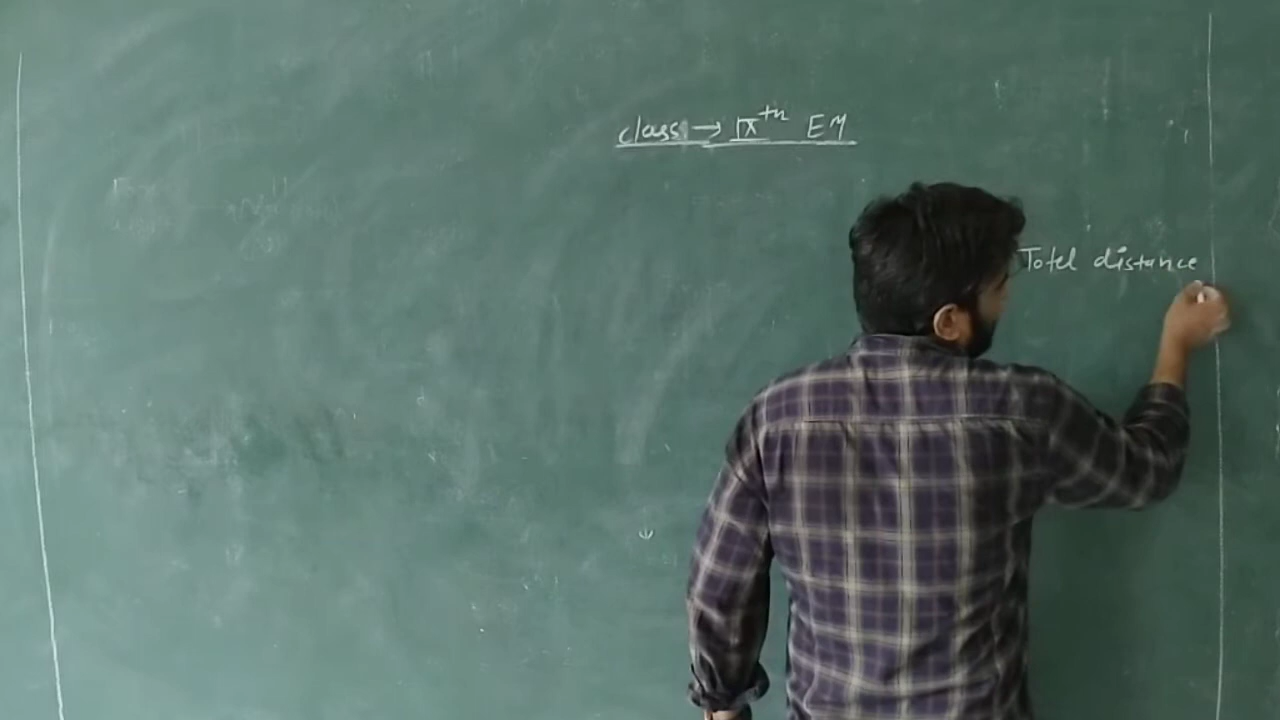 class → IXth EM
Totel distance